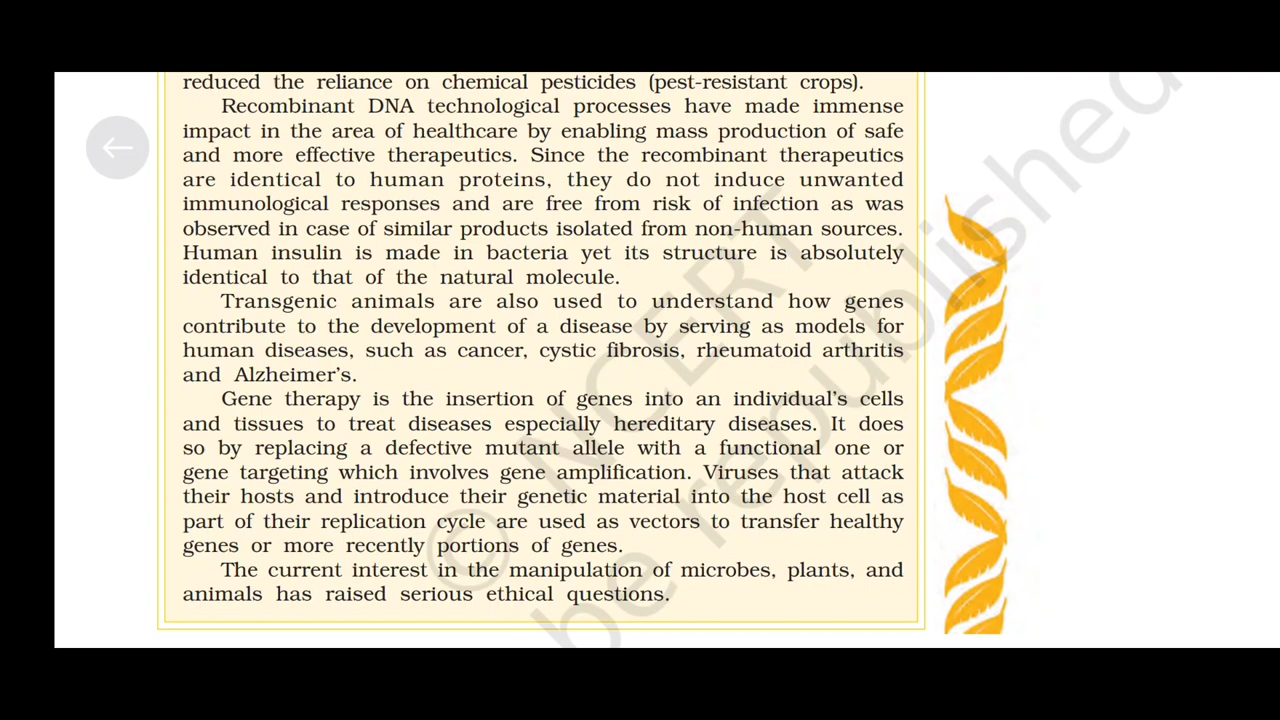 reduced the reliance on chemical pesticides (pest-resistant crops).
Recombinant DNA technological processes have made immense
impact in the area of healthcare by enabling mass production of safe
and more effective therapeutics. Since the recombinant therapeutics
are identical to human proteins, they do not induce unwanted
immunological responses and are free from risk of infection as was
observed in case of similar products isolated from non-human sources.
Human insulin is made in bacteria yet its structure is absolutely
identical to that of the natural molecule.
Transgenic animals are also used to understand how genes
contribute to the development of a disease by serving as models for
human diseases, such as cancer, cystic fibrosis, rheumatoid arthritis
and Alzheimer's.
Gene therapy is the insertion of genes into an individual's cells
and tissues to treat diseases especially hereditary diseases. It does
so by replacing a defective mutant allele with a functional one or
gene targeting which involves gene amplification. Viruses that attack
their hosts and introduce their genetic material into the host cell as
part of their replication cycle are used as vectors to transfer healthy
genes or more recently portions of genes.
The current interest in the manipulation of microbes, plants, and
animals has raised serious ethical questions.
© NCERT
be republished